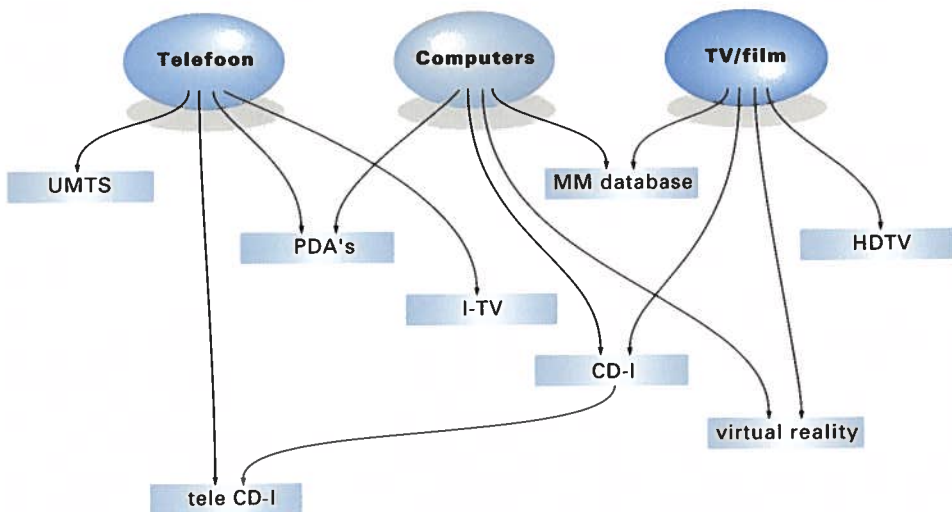 Telefoon
Computers
TV/film
UMTS
MM database
PDA's
HDTV
I-TV
CD-I
virtual reality
tele CD-I